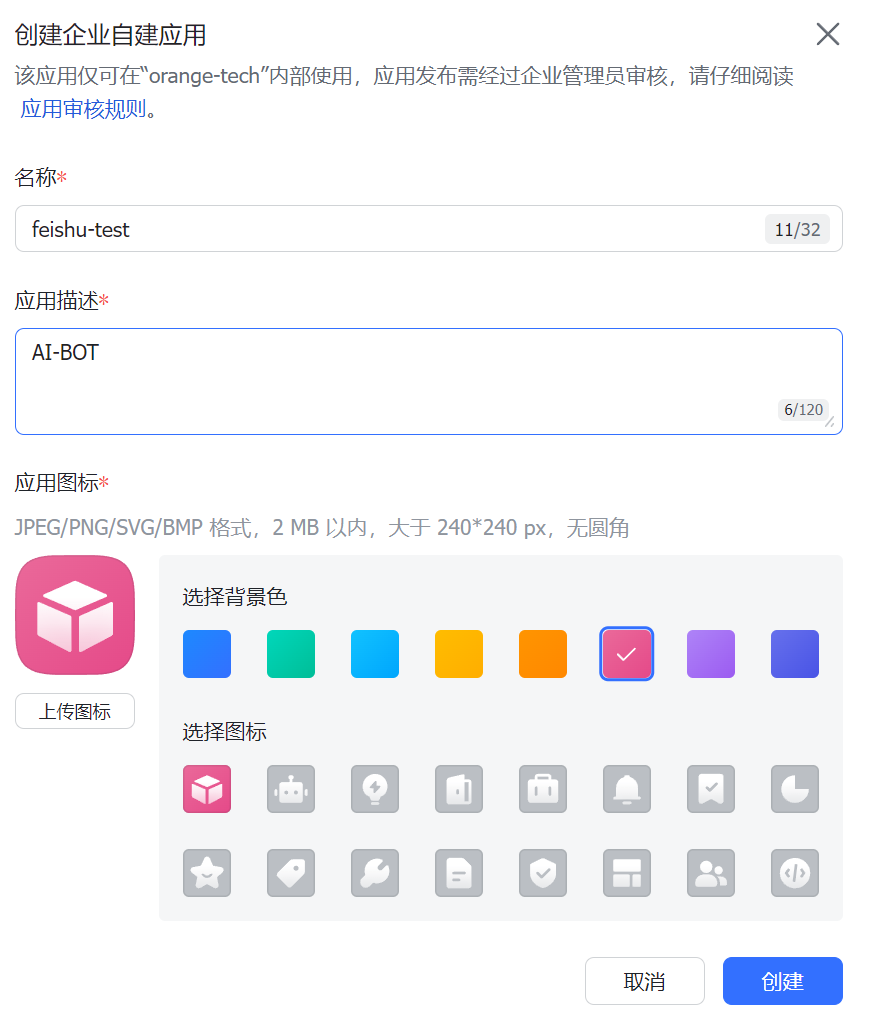 创建企业自建应用
该应用仅可在“orange-tech”内部使用，应用发布需经过企业管理员审核，请仔细阅读
应用审核规则。
名称*
feishu-test
11/32
应用描述*
AI-BOT
6/120
应用图标*
JPEG/PNG/SVG/BMP 格式，2 MB 以内，大于 240*240 px，无圆角
选择背景色
上传图标
选择图标
取消
创建